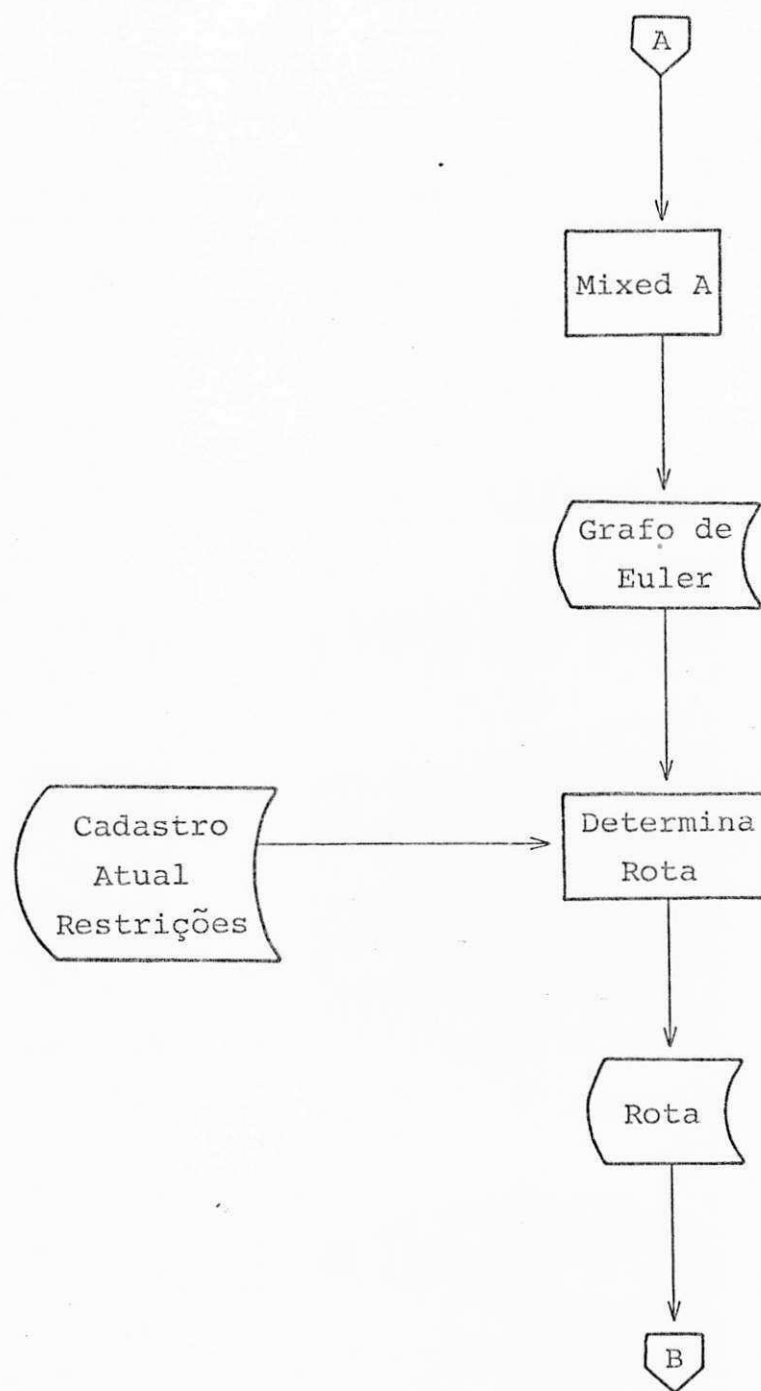 A
Mixed A
Grafo de
Euler
Cadastro
Atual
Restrições
Determina
Rota
Rota
B